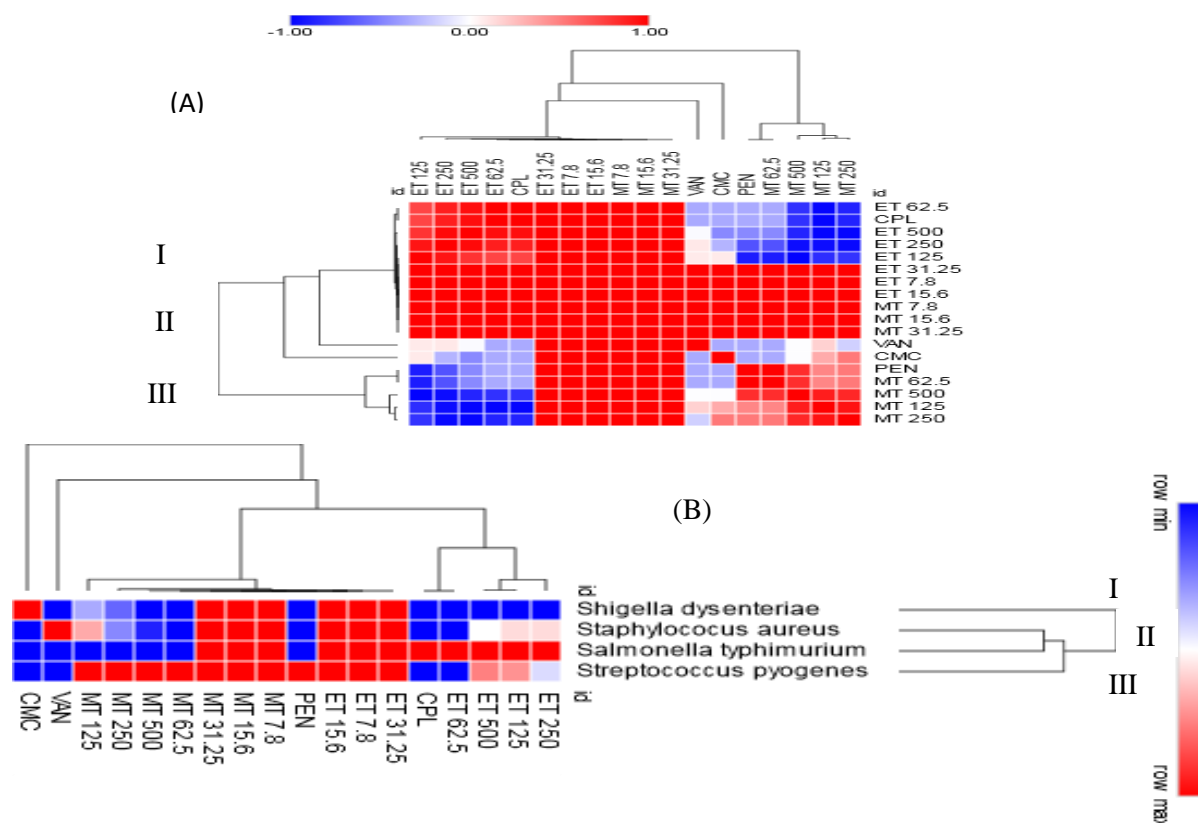 -1.00 0.00 1.00
(A)
id ET 125 ET 250 ET 500 ET 62.5 CPL ET 31.25 ET 7.8 ET 15.6 MT 7.8 MT 15.6 MT 31.25 VAN CMC PEN MT 62.5 MT 500 MT 125 MT 250 id
ET 62.5
CPL
ET 500
I ET 250
ET 125
ET 31.25
ET 7.8
ET 15.6
II MT 7.8
MT 15.6
MT 31.25
VAN
CMC
PEN
III MT 62.5
MT 500
MT 125
MT 250
(B)
row min
id
I
Shigella dysenteriae
Staphylococus aureus
II
Salmonella typhimurium
Streptococcus pyogenes
III
id
CMC VAN MT 125 MT 250 MT 500 MT 62.5 MT 31.25 MT 15.6 MT 7.8 PEN ET 15.6 ET 7.8 ET 31.25 CPL ET 62.5 ET 500 ET 125 ET 250
row max